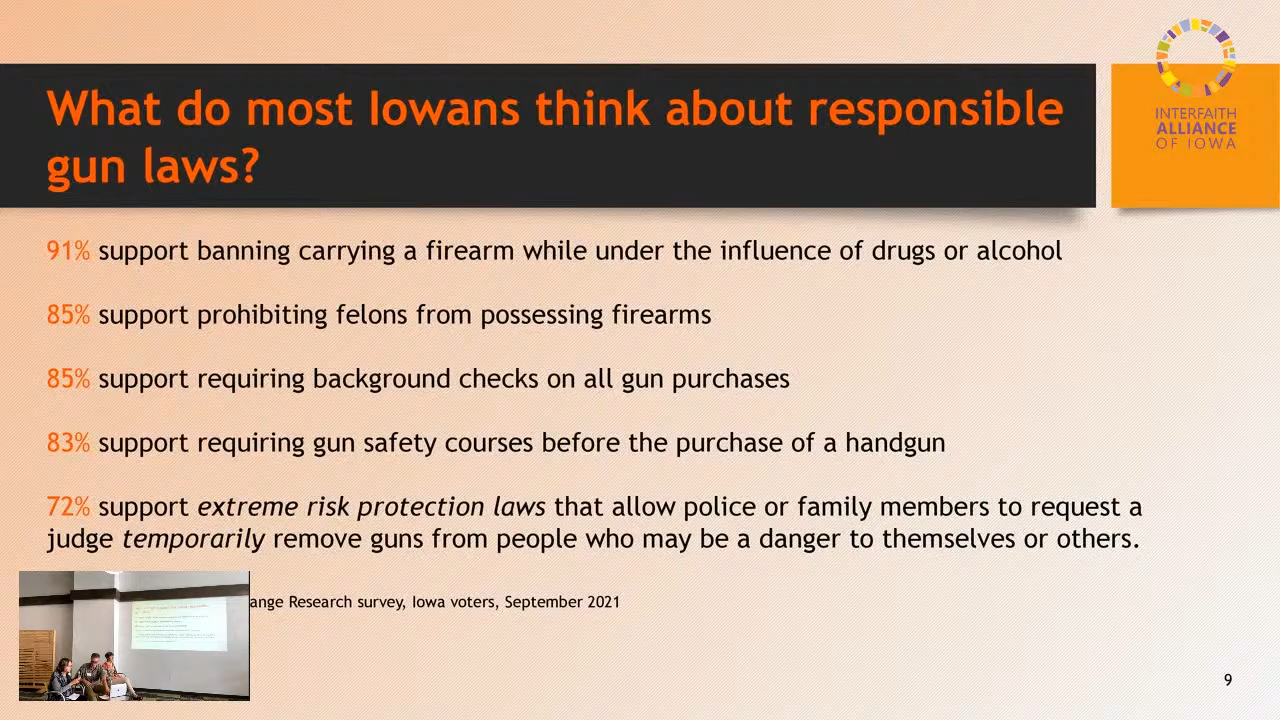 What do most Iowans think about responsible
gun laws?
INTERFAITH
ALLIANCE
OF IOWA
91% support banning carrying a firearm while under the influence of drugs or alcohol
85% support prohibiting felons from possessing firearms
85% support requiring background checks on all gun purchases
83% support requiring gun safety courses before the purchase of a handgun
72% support extreme risk protection laws that allow police or family members to request a
judge temporarily remove guns from people who may be a danger to themselves or others.
Research survey, Iowa voters, September 2021
9